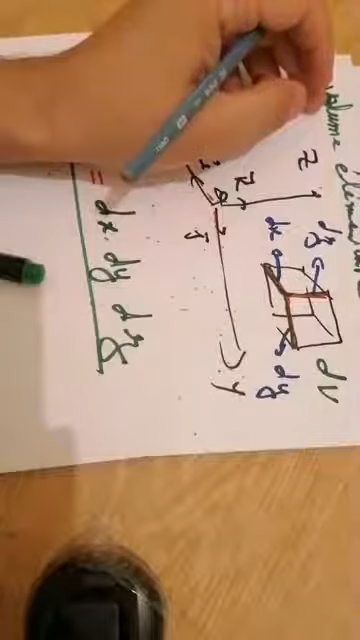 volume élémentaire
z
dz
dV
dx
dy
k
i
j
y
= dx. dy dz